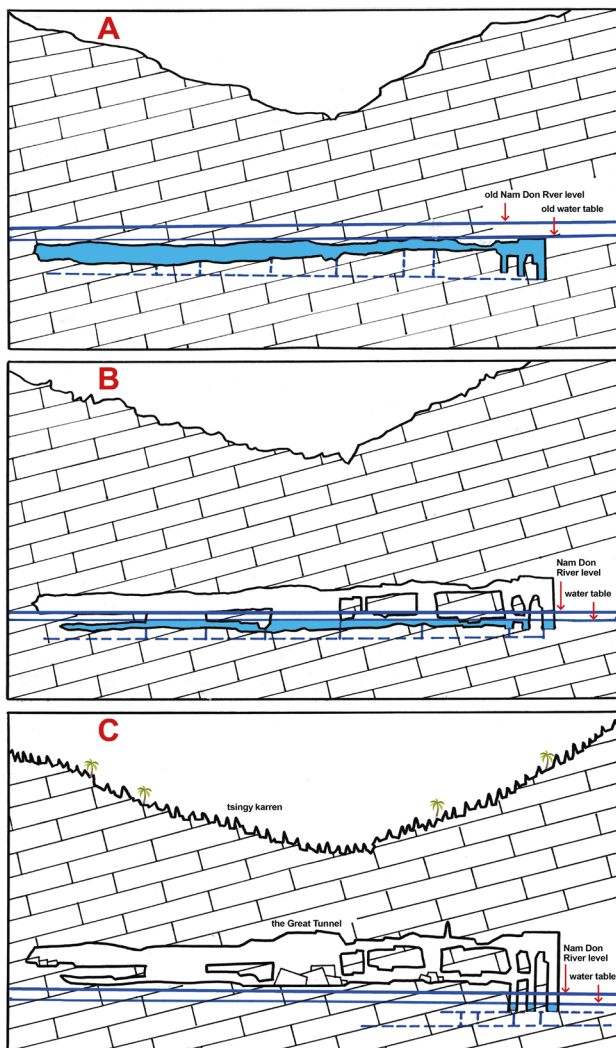 A
old Nam Don Rver level
old water table
B
Nam Don
River level
water table
C
tsingy karren
the Great Tunnel
Nam Don
River level
water table